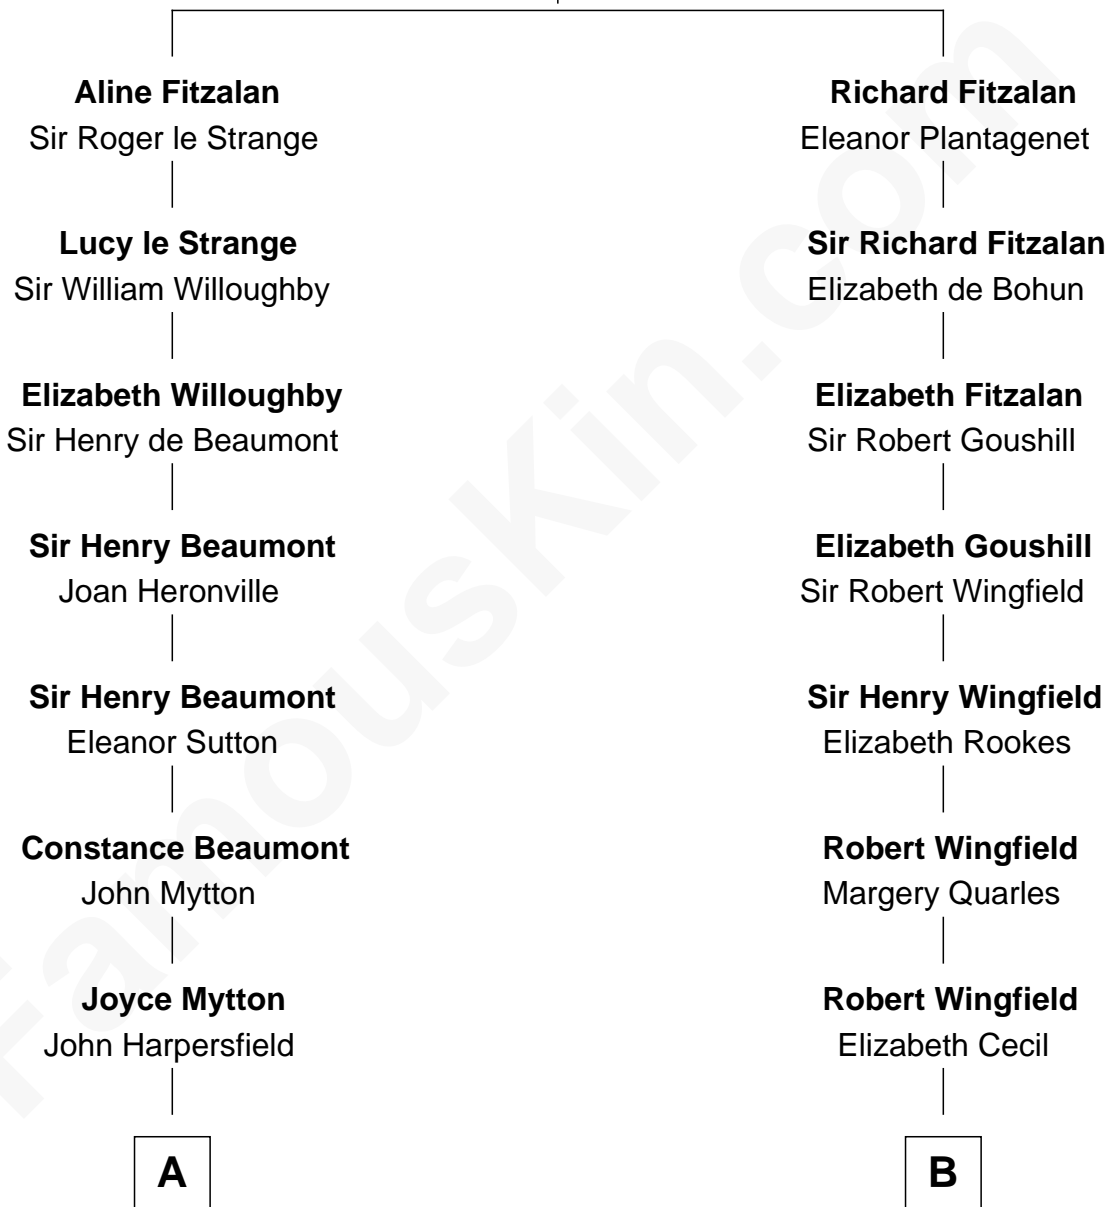 Aline Fitzalan
Sir Roger le Strange
Lucy le Strange
Sir William Willoughby
Elizabeth Willoughby
Sir Henry de Beaumont
Sir Henry Beaumont
Joan Heronville
Sir Henry Beaumont
Eleanor Sutton
Constance Beaumont
John Mytton
Joyce Mytton
John Harpersfield
A
Richard Fitzalan
Eleanor Plantagenet
Sir Richard Fitzalan
Elizabeth de Bohun
Elizabeth Fitzalan
Sir Robert Goushill
Elizabeth Goushill
Sir Robert Wingfield
Sir Henry Wingfield
Elizabeth Rookes
Robert Wingfield
Margery Quarles
Robert Wingfield
Elizabeth Cecil
B
FamousKin.com